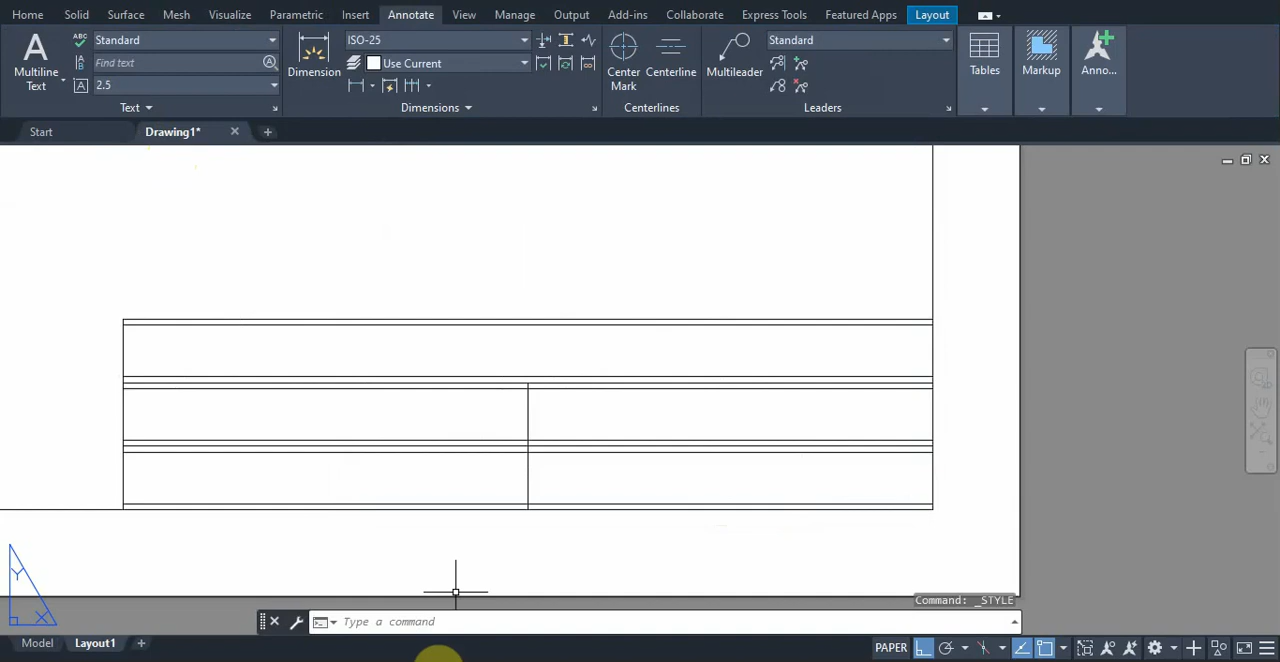 Home Solid Surface Mesh Visualize Parametric Insert Annotate View Manage Output Add-ins Collaborate Express Tools Featured Apps Layout
A Multiline Text
ABC Standard
Find text
2.5
Text
Dimension
ISO-25
Use Current
Dimensions
Center Mark
Centerline
Centerlines
Multileader
Standard
Leaders
Tables
Markup
Anno...
Start Drawing1*
Y
X
Command: _STYLE
Type a command
Model Layout1 PAPER